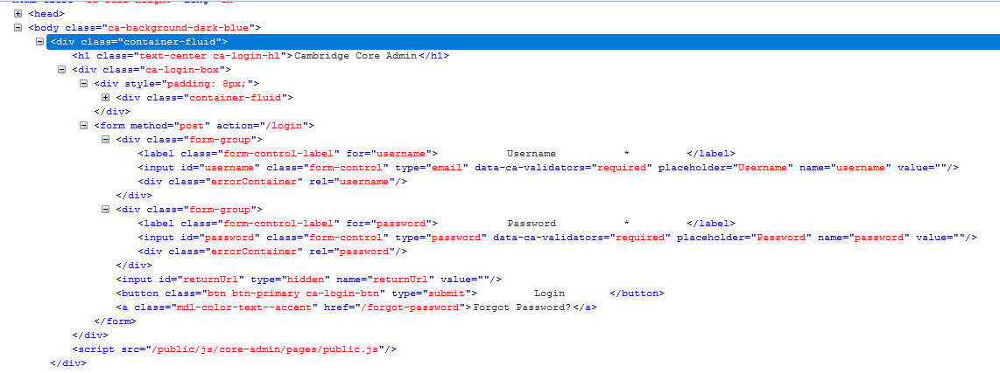 <head>
<body class="ca-background-dark-blue">
<div class="container-fluid">
<h1 class="text-center ca-login-h1">Cambridge Core Admin</h1>
<div class="ca-login-box">
<div style="padding: 8px;">
<div class="container-fluid">
</div>
<form method="post" action="/login">
<div class="form-group">
<label class="form-control-label" for="username"> Username * </label>
<input id="username" class="form-control" type="email" data-ca-validators="required" placeholder="Username" name="username" value=""/>
<div class="errorContainer" rel="username"/>
</div>
<div class="form-group">
<label class="form-control-label" for="password"> Password * </label>
<input id="password" class="form-control" type="password" data-ca-validators="required" placeholder="Password" name="password" value=""/>
<div class="errorContainer" rel="password"/>
</div>
<input id="returnUrl" type="hidden" name="returnUrl" value=""/>
<button class="btn btn-primary ca-login-btn" type="submit"> Login </button>
<a class="mdl-color-text--accent" href="/forgot-password">Forgot Password?</a>
</form>
</div>
<script src="/public/js/core-admin/pages/public.js"/>
</div>